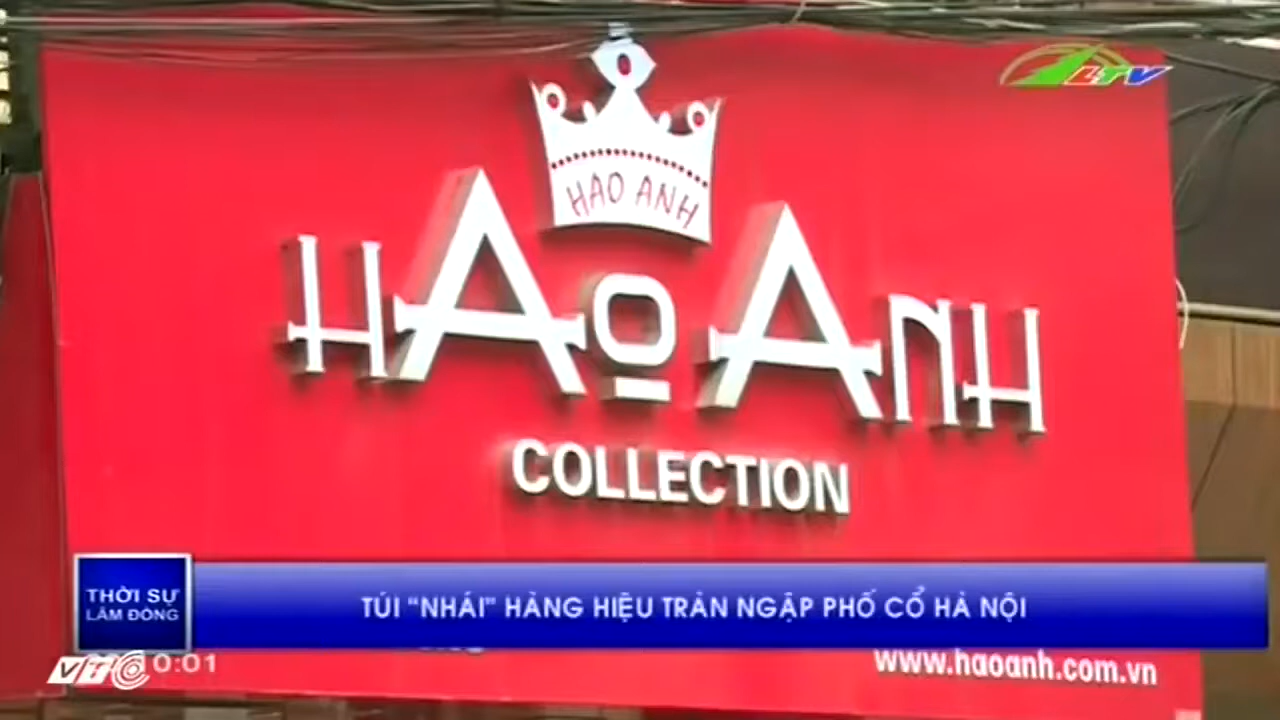 LTV
HAO ANH
HAO ANH
COLLECTION
THỜI SỰ
LÂM ĐỒNG
TÚI "NHÁI" HÀNG HIỆU TRÀN NGẬP PHỐ CỔ HÀ NỘI
VTC
0:01
www.haoanh.com.vn